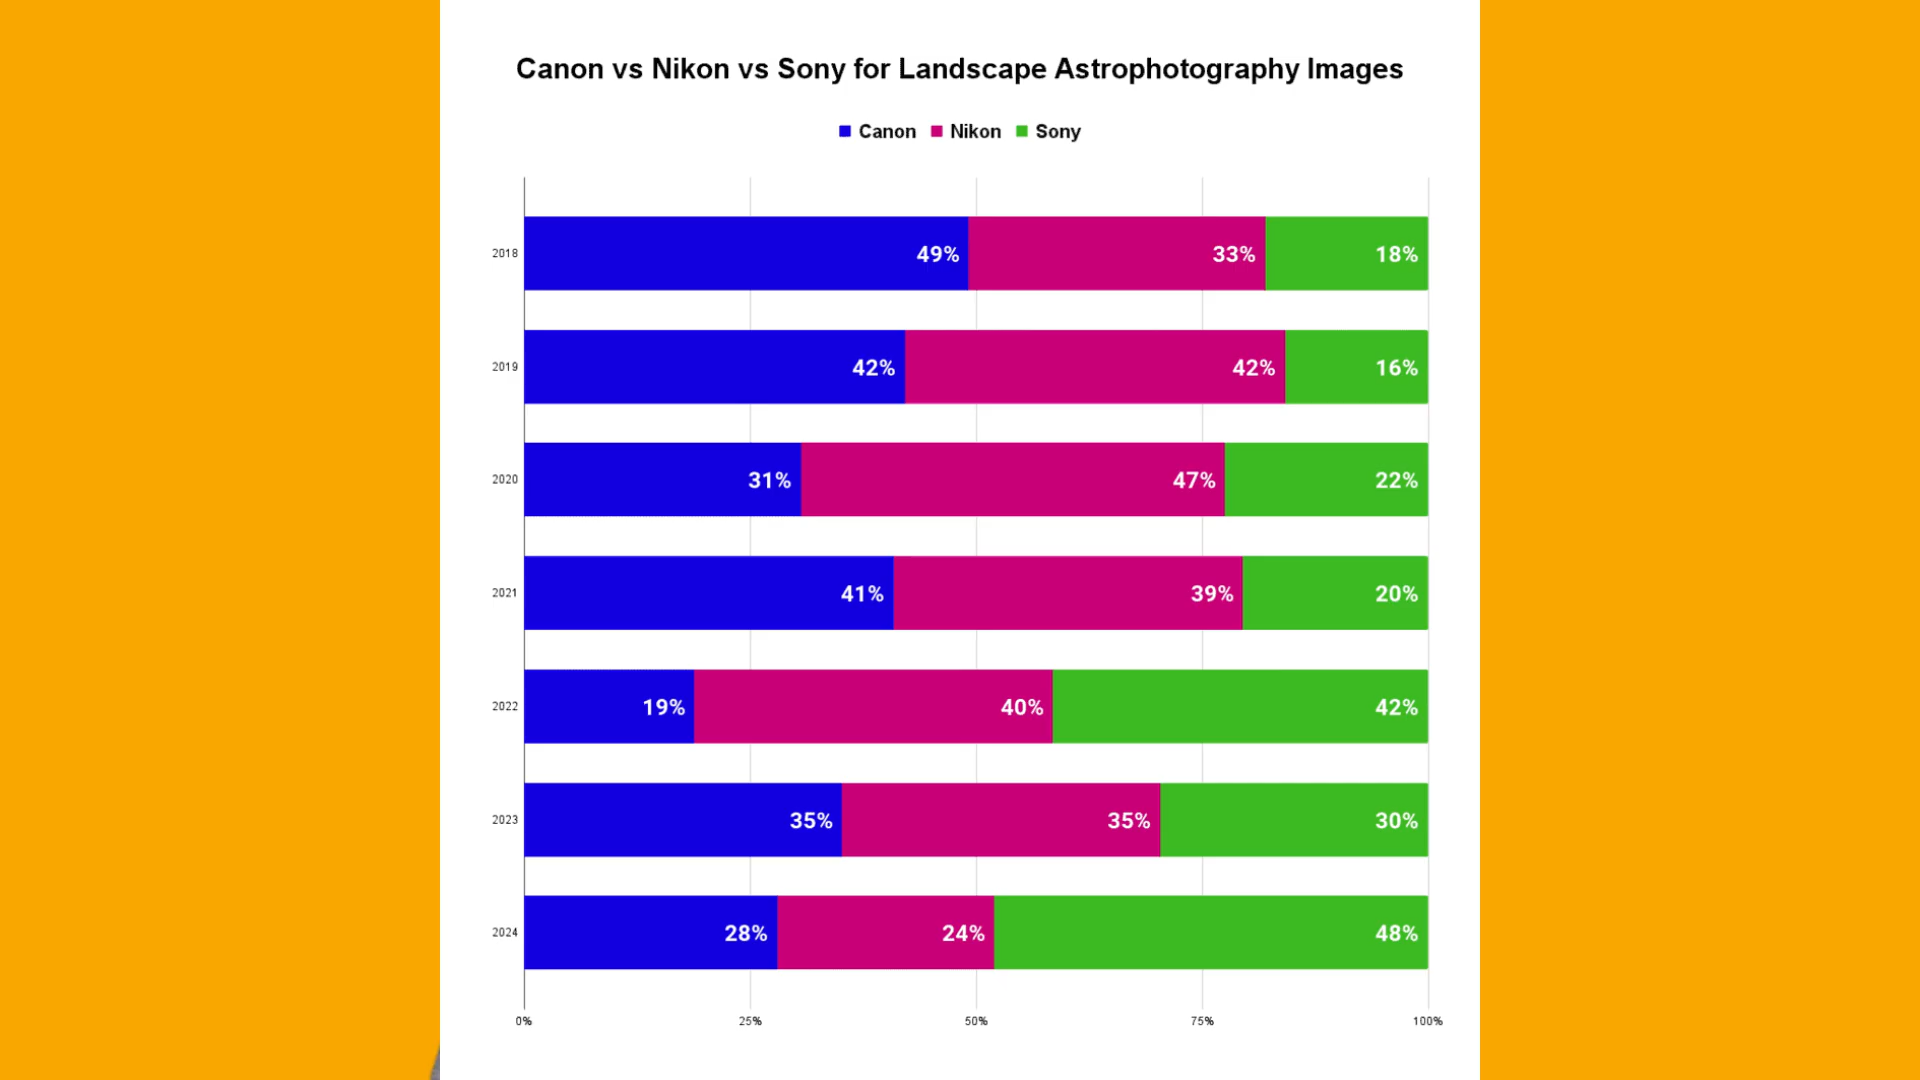 Canon vs Nikon vs Sony for Landscape Astrophotography Images
Canon Nikon Sony
2018 49% 33% 18%
2019 42% 42% 16%
2020 31% 47% 22%
2021 41% 39% 20%
2022 19% 40% 42%
2023 35% 35% 30%
2024 28% 24% 48%
0% 25% 50% 75% 100%